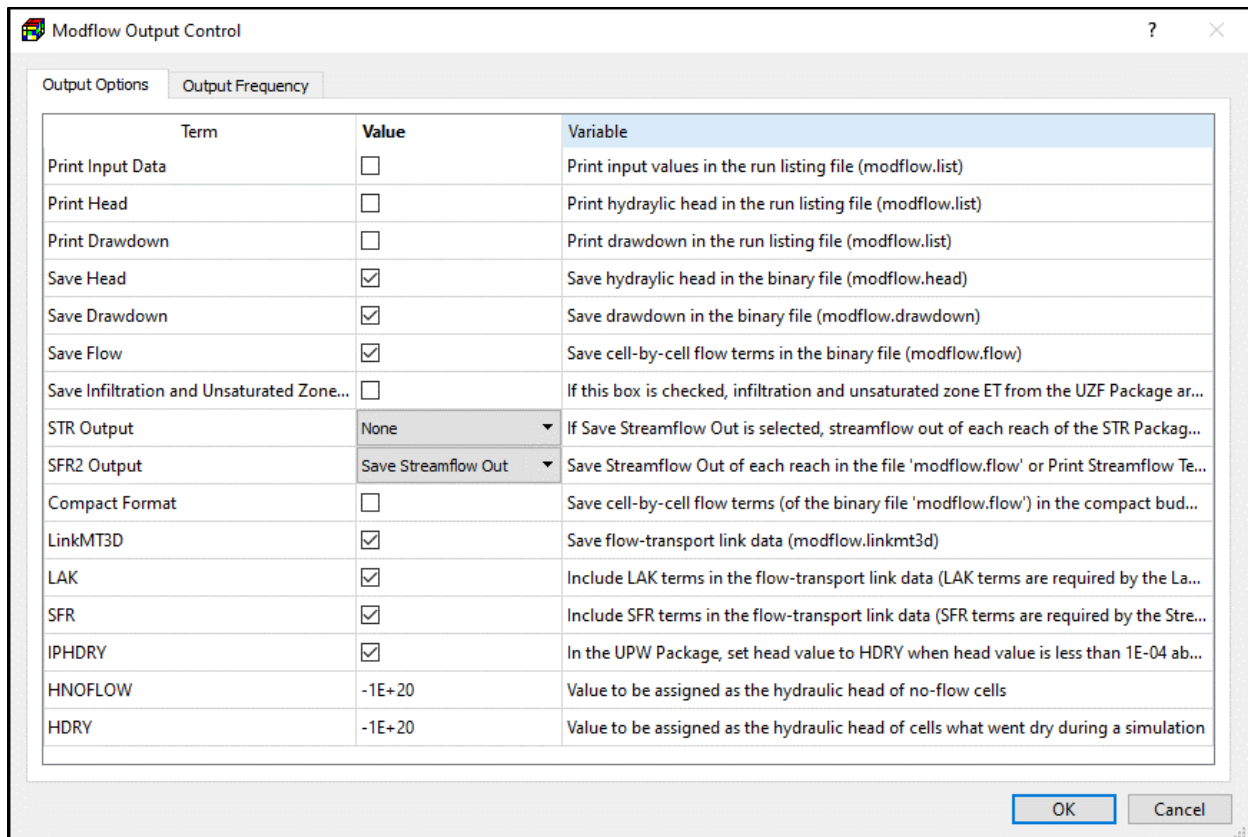 Modflow Output Control ?
Output Options Output Frequency
Term Value Variable
Print Input Data Print input values in the run listing file (modflow.list)
Print Head Print hydraylic head in the run listing file (modflow.list)
Print Drawdown Print drawdown in the run listing file (modflow.list)
Save Head Save hydraylic head in the binary file (modflow.head)
Save Drawdown Save drawdown in the binary file (modflow.drawdown)
Save Flow Save cell-by-cell flow terms in the binary file (modflow.flow)
Save Infiltration and Unsaturated Zone... If this box is checked, infiltration and unsaturated zone ET from the UZF Package ar...
STR Output None If Save Streamflow Out is selected, streamflow out of each reach of the STR Packag...
SFR2 Output Save Streamflow Out Save Streamflow Out of each reach in the file 'modflow.flow' or Print Streamflow Te...
Compact Format Save cell-by-cell flow terms (of the binary file 'modflow.flow') in the compact bud...
LinkMT3D Save flow-transport link data (modflow.linkmt3d)
LAK Include LAK terms in the flow-transport link data (LAK terms are required by the La...
SFR Include SFR terms in the flow-transport link data (SFR terms are required by the Stre...
IPHDRY In the UPW Package, set head value to HDRY when head value is less than 1E-04 ab...
HNOFLOW -1E+20 Value to be assigned as the hydraulic head of no-flow cells
HDRY -1E+20 Value to be assigned as the hydraulic head of cells what went dry during a simulation
OK Cancel